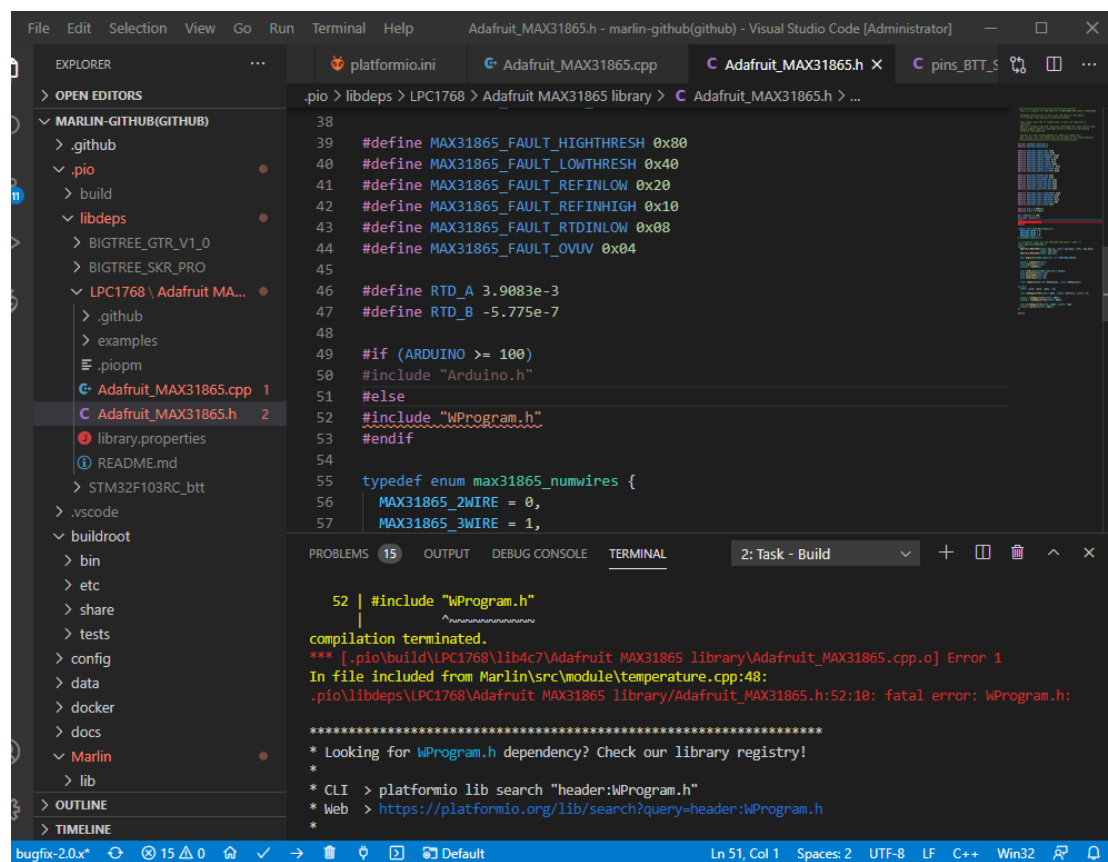 File Edit Selection View Go Run Terminal Help Adafruit_MAX31865.h - marlin-github(github) - Visual Studio Code [Admin
EXPLORER
platformio.ini
Adafruit_MAX31865.cpp
Adafruit_MAX31865.h
pins_BTT_S
OPEN EDITORS
.pio > libdeps > LPC1768 > Adafruit MAX31865 library > C Adafruit_MAX31865.h > ...
MARLIN-GITHUB(GITHUB)
.github
.pio
build
libdeps
BIGTREE_GTR_V1_0
BIGTREE_SKR_PRO
LPC1768 \ Adafruit MA...
.github
examples
.piopm
Adafruit_MAX31865.cpp 1
C Adafruit_MAX31865.h 2
library.properties
README.md
STM32F103RC_btt
.vscode
buildroot
bin
etc
share
tests
config
data
docker
docs
Marlin
lib
OUTLINE
TIMELINE
11
38
39 #define MAX31865_FAULT_HIGHTHRESH 0x80
40 #define MAX31865_FAULT_LOWTHRESH 0x40
41 #define MAX31865_FAULT_REFINLOW 0x20
42 #define MAX31865_FAULT_REFINHIGH 0x10
43 #define MAX31865_FAULT_RTDINLOW 0x08
44 #define MAX31865_FAULT_OVUV 0x04
45
46 #define RTD_A 3.9083e-3
47 #define RTD_B -5.775e-7
48
49 #if (ARDUINO >= 100)
50 #include "Arduino.h"
51 #else
52 #include "WProgram.h"
53 #endif
54
55 typedef enum max31865_numwires {
56 MAX31865_2WIRE = 0,
57 MAX31865_3WIRE = 1,
PROBLEMS 15 OUTPUT DEBUG CONSOLE TERMINAL 2: Task - Build
52 | #include "WProgram.h"
| ^~~~~~~~~~~~
compilation terminated.
*** [.pio\build\LPC1768\lib4c7\Adafruit MAX31865 library\Adafruit_MAX31865.cpp.o] Error 1
In file included from Marlin\src\module\temperature.cpp:48:
.pio\libdeps\LPC1768\Adafruit MAX31865 library/Adafruit_MAX31865.h:52:10: fatal error: WProgram.h:
******************************************************************
* Looking for WProgram.h dependency? Check our library registry!
*
* CLI > platformio lib search "header:WProgram.h"
* Web > https://platformio.org/lib/search?query=header:WProgram.h
*
bugfix-2.0.x* 15 0 Default Ln 51, Col 1 Spaces: 2 UTF-8 LF C++ Win32